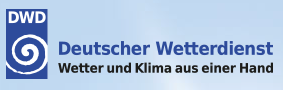 DWD
Deutscher Wetterdienst
Wetter und Klima aus einer Hand